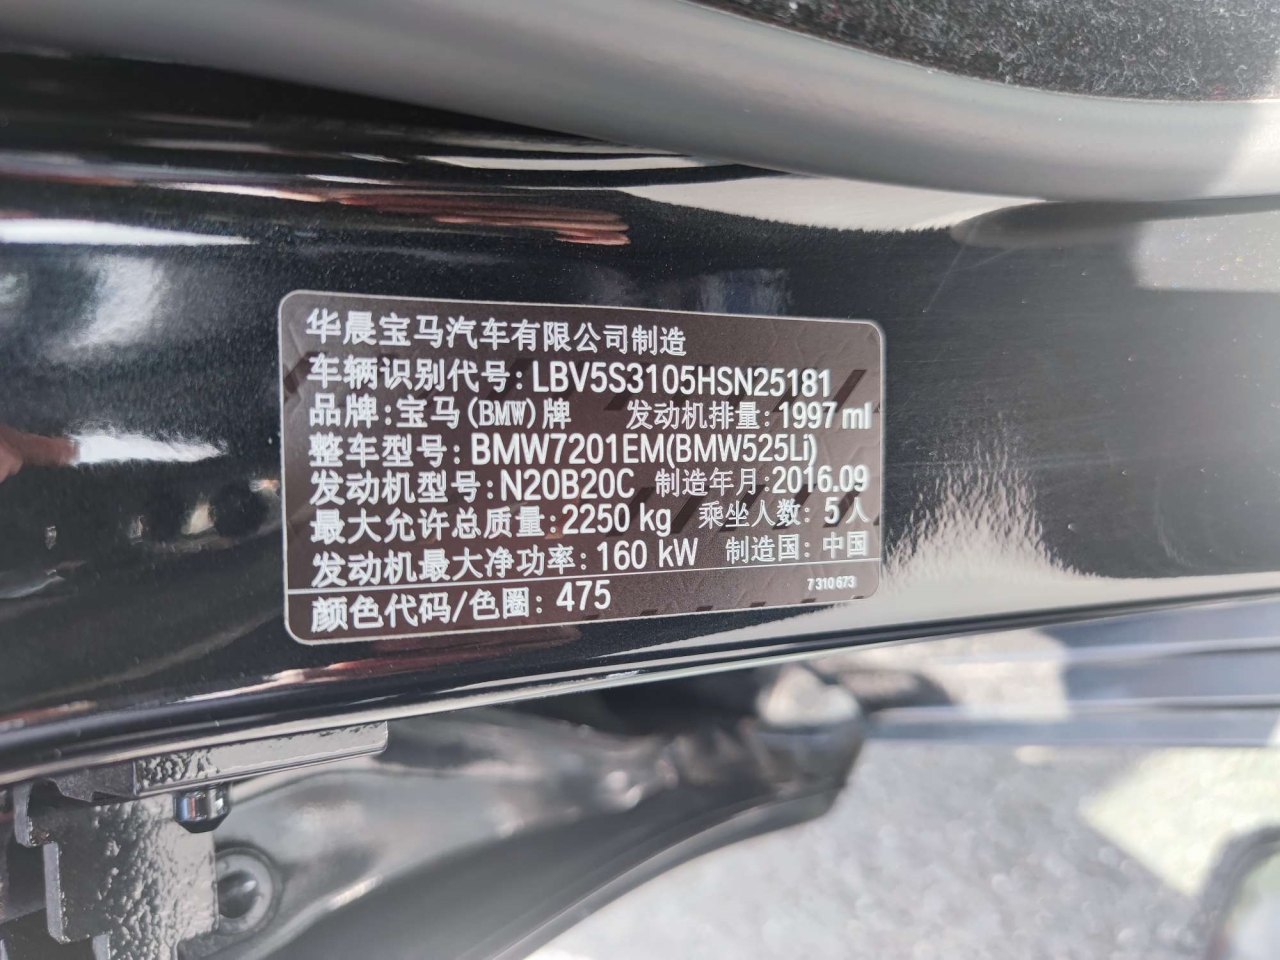 华晨宝马汽车有限公司制造
车辆识别代号: LBV5S3105HSN25181
品牌: 宝马(BMW)牌 发动机排量: 1997 ml
整车型号: BMW7201EM(BMW525Li)
发动机型号: N20B20C 制造年月: 2016.09
最大允许总质量: 2250 kg 乘坐人数: 5人
发动机最大净功率: 160 kW 制造国: 中国
颜色代码/色圈: 475 7 310 673